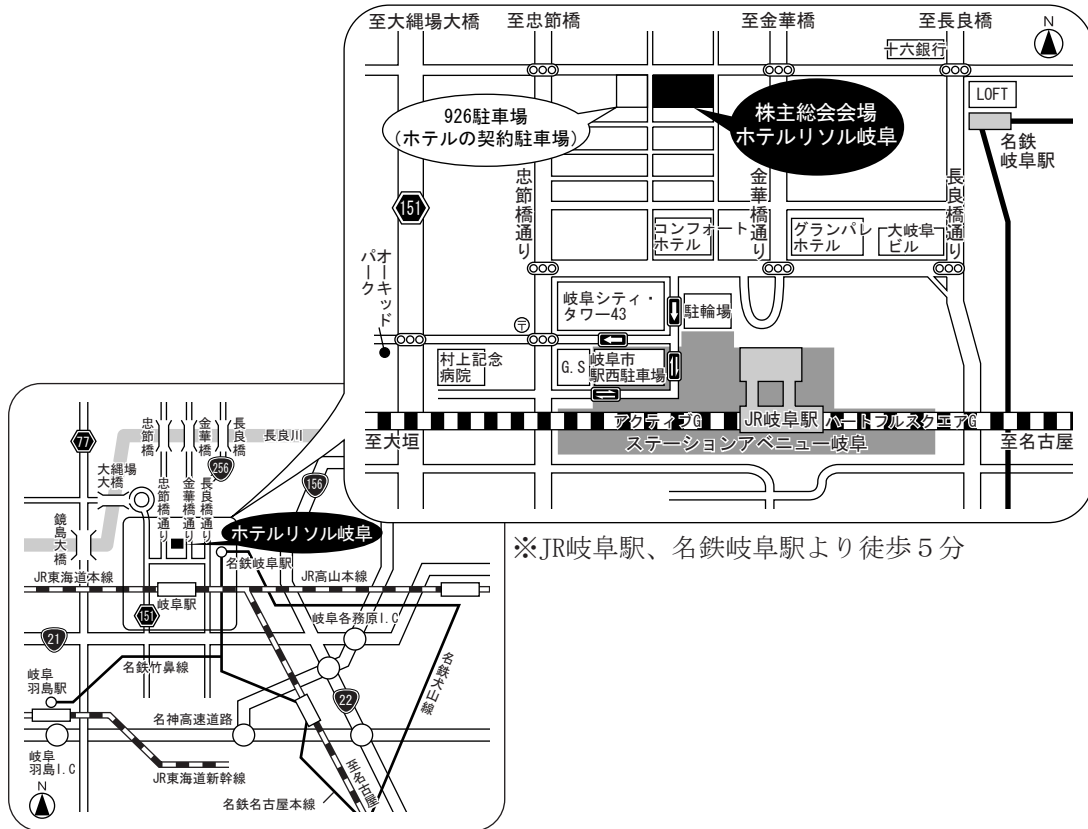 至大縄場大橋
至忠節橋
至金華橋
至長良橋
N
十六銀行
LOFT
926駐車場
(ホテルの契約駐車場)
株主総会会場
ホテルリソル岐阜
名鉄
岐阜駅
忠節橋通り
金華橋通り
長良橋通り
151
コンフォート
ホテル
グランパレ
ホテル
大岐阜
ビル
オーキッド
パーク
岐阜シティ・
タワー43
駐輪場
〒
村上記念
病院
G.S
岐阜市
駅西駐車場
アクティブG
JR岐阜駅
ハートフルスクエアG
至大垣
ステーションアベニュー岐阜
至名古屋
※JR岐阜駅、名鉄岐阜駅より徒歩５分
忠節橋
金華橋
長良橋
長良川
77
256
大縄場
大橋
156
鏡島大橋
忠節橋通り
金華橋通り
長良橋通り
ホテルリソル岐阜
名鉄岐阜駅
JR東海道本線
JR高山本線
岐阜駅
151
岐阜各務原I.C
21
名鉄竹鼻線
名鉄犬山線
岐阜
羽島駅
22
名神高速道路
岐阜
羽島I.C
JR東海道新幹線
至名古屋
N
名鉄名古屋本線